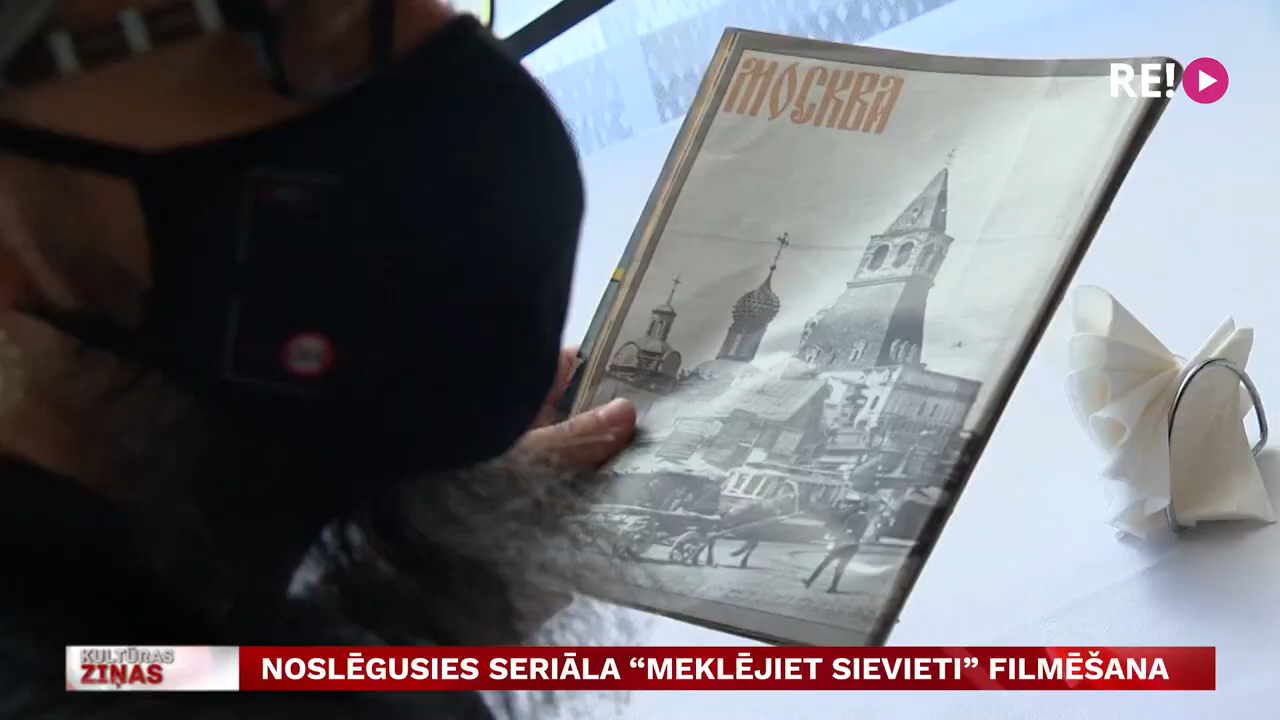 МОСКВА
RE!
KULTŪRAS
ZIŅAS
NOSLĒGUSIES SERIĀLA “MEKLĒJIET SIEVIETI” FILMĒŠANA